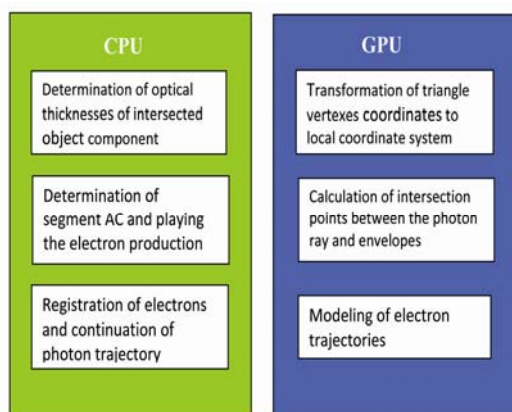 CPU
Determination of optical
thicknesses of intersected
object component
Determination of
segment AC and playing
the electron production
Registration of electrons
and continuation of
photon trajectory
GPU
Transformation of triangle
vertexes coordinates to
local coordinate system
Calculation of intersection
points between the photon
ray and envelopes
Modeling of electron
trajectories